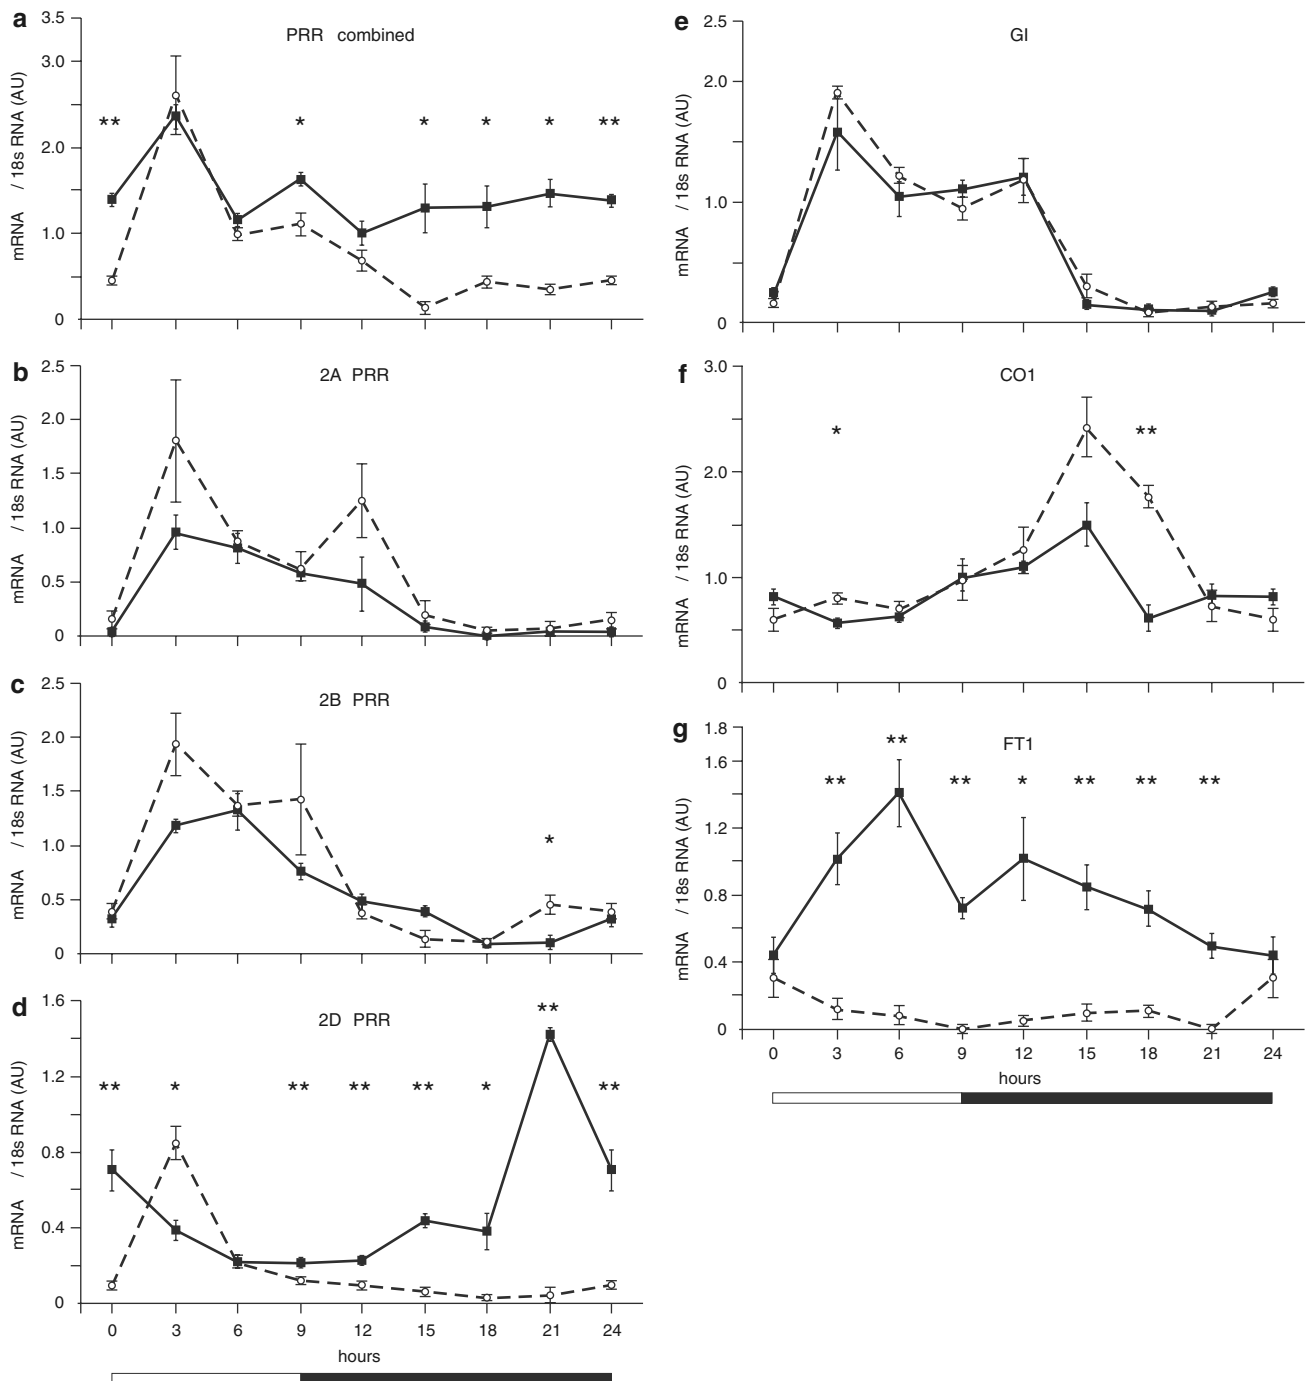 a
PRR combined
mRNA / 18s RNA (AU)
3.5
3.0
2.0
1.0
0
** * * * * **
b
2A PRR
mRNA / 18s RNA (AU)
2.5
2.0
1.5
1.0
0.5
0
c
2B PRR
mRNA / 18s RNA (AU)
2.5
2.0
1.5
1.0
0.5
0
*
d
2D PRR
mRNA / 18s RNA (AU)
1.6
1.2
0.8
0.4
0
**
** * ** ** ** * **
0 3 6 9 12 15 18 21 24
hours
e
GI
mRNA / 18s RNA (AU)
2.5
2.0
1.0
0
f
CO1
mRNA / 18s RNA (AU)
3.0
2.0
1.0
0
* **
g
FT1
mRNA / 18s RNA (AU)
1.8
1.6
1.2
0.8
0.4
0
**
** ** * ** ** **
0 3 6 9 12 15 18 21 24
hours